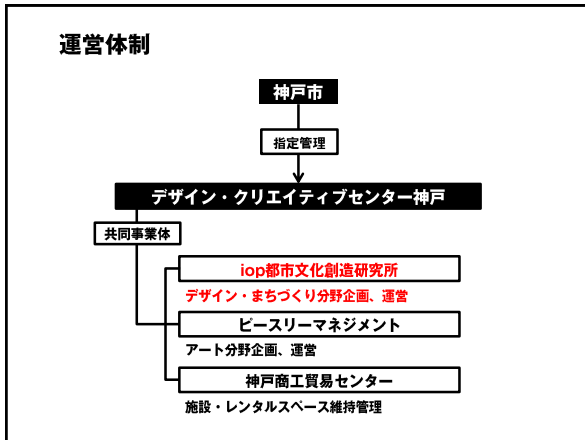 運営体制
神戸市
指定管理
デザイン・クリエイティブセンター神戸
共同事業体
iop都市文化創造研究所
デザイン・まちづくり分野企画、運営
ピースリーマネジメント
アート分野企画、運営
神戸商工貿易センター
施設・レンタルスペース維持管理